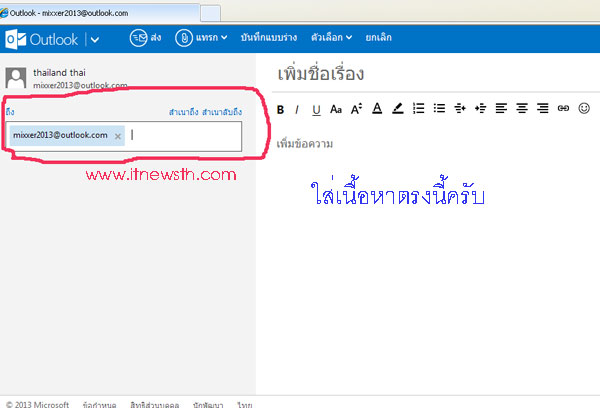 Outlook - mixxer2013@outlook.com
Outlook ส่ง แทรก บันทึกแบบร่าง ตัวเลือก ยกเลิก
thailand thai
mixxer2013@outlook.com
ถึง สำเนาถึง สำเนาลับถึง
mixxer2013@outlook.com ×
www.itnewsth.com
เพิ่มชื่อเรื่อง
B I U Aa A A
เพิ่มข้อความ
ใส่เนื้อหาตรงนี้ครับ
© 2013 Microsoft ข้อกำหนด สิทธิส่วนบุคคล นักพัฒนา ไทย